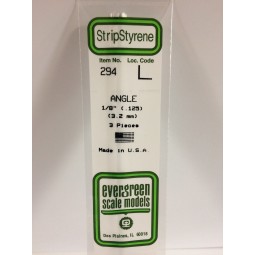 StripStyrene
Item No. Loc. Code
294 L
ANGLE
1/8" (.125)
(3.2 mm)
3 Pieces
Made in U.S.A
evergreen
scale models
Des Plaines, IL 60018